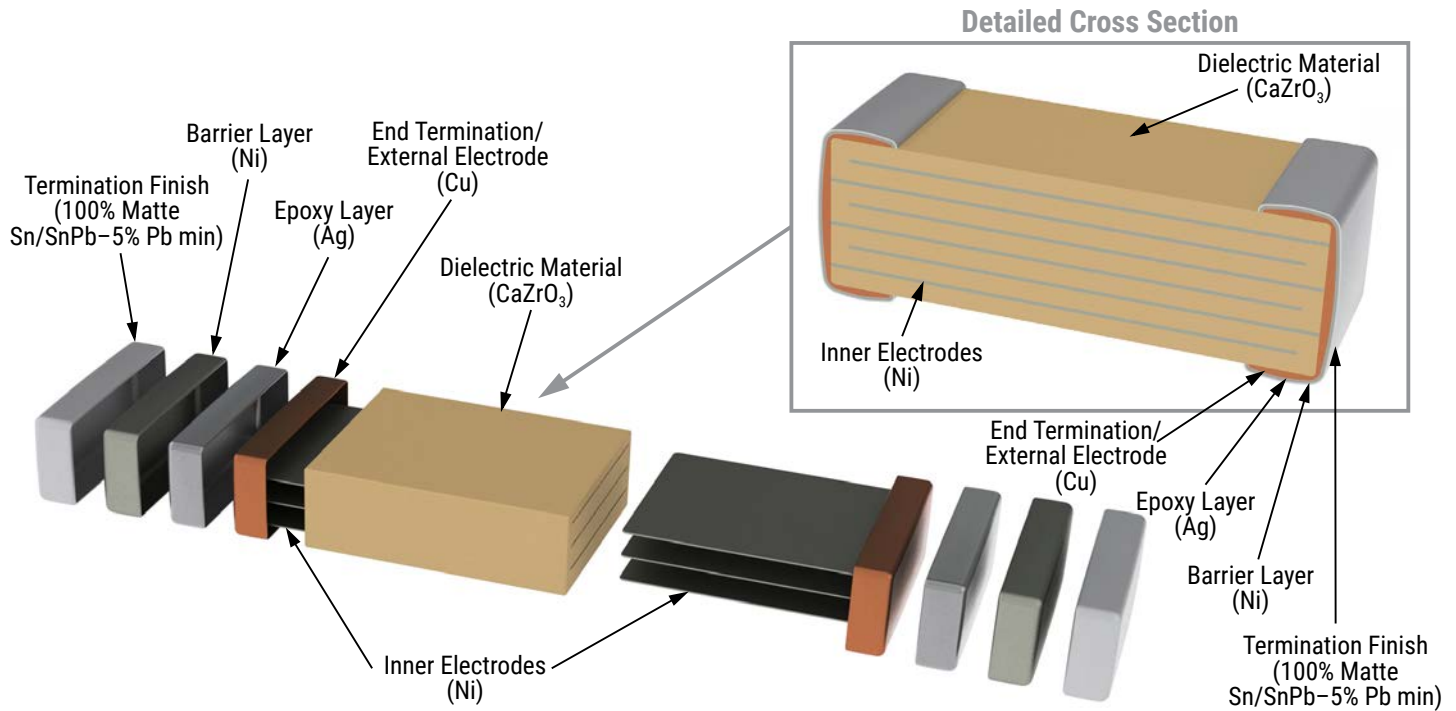 Detailed Cross Section
Dielectric Material
(CaZrO₃)
Inner Electrodes
(Ni)
End Termination/
External Electrode
(Cu)
Epoxy Layer
(Ag)
Barrier Layer
(Ni)
Termination Finish
(100% Matte
Sn/SnPb–5% Pb min)
Termination Finish
(100% Matte
Sn/SnPb–5% Pb min)
Barrier Layer
(Ni)
Epoxy Layer
(Ag)
End Termination/
External Electrode
(Cu)
Dielectric Material
(CaZrO₃)
Inner Electrodes
(Ni)